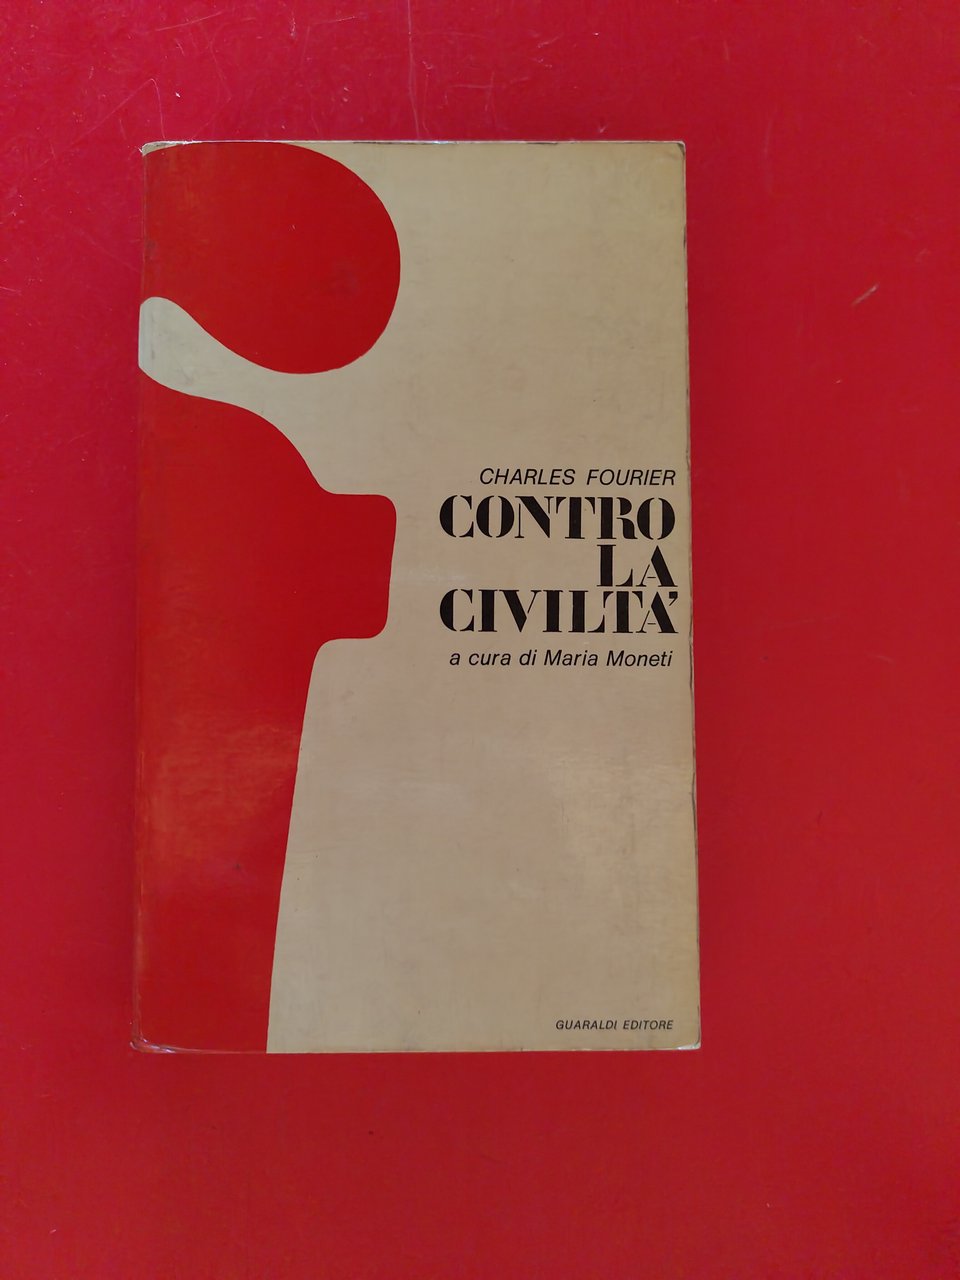 CHARLES FOURIER
CONTRO
LA
CIVILTA'
a cura di Maria Moneti
GUARALDI EDITORE